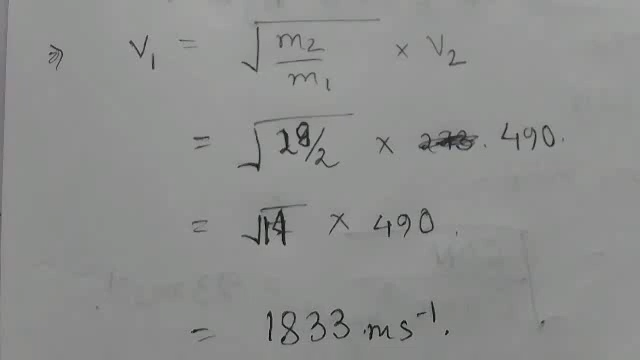 ⇒ V₁ = √(m₂/m₁) × V₂
= √(28/2) × 490.
= √14 × 490.
= 1833 ms⁻¹.